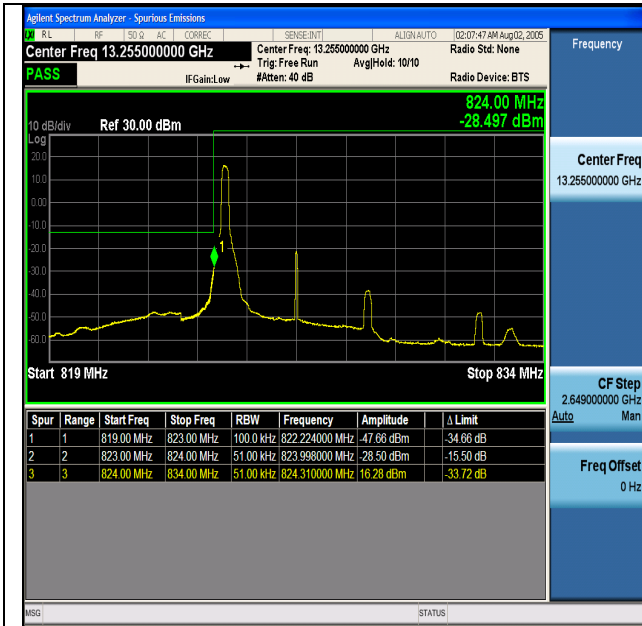 Agilent Spectrum Analyzer - Spurious Emissions
LXI RL RF 50 Ω AC CORREC SENSE:INT ALIGN AUTO 02:07:47 AM Aug 02, 2005
Center Freq 13.255000000 GHz
Center Freq: 13.255000000 GHz
Radio Std: None
Trig: Free Run Avg|Hold: 10/10
PASS
IFGain:Low
#Atten: 40 dB
Radio Device: BTS
Frequency
824.00 MHz
-28.497 dBm
10 dB/div Ref 30.00 dBm
Log
20.0
10.0
0.00
-10.0
-20.0
-30.0
-40.0
-50.0
-60.0
1
Start 819 MHz
Stop 834 MHz
Center Freq
13.255000000 GHz
CF Step
2.649000000 GHz
Auto Man
Freq Offset
0 Hz
Spur Range Start Freq Stop Freq RBW Frequency Amplitude Δ Limit
1 1 819.00 MHz 823.00 MHz 100.0 kHz 822.224000 MHz -47.66 dBm -34.66 dB
2 2 823.00 MHz 824.00 MHz 51.00 kHz 823.998000 MHz -28.50 dBm -15.50 dB
3 3 824.00 MHz 834.00 MHz 51.00 kHz 824.310000 MHz 16.28 dBm -33.72 dB
MSG
STATUS